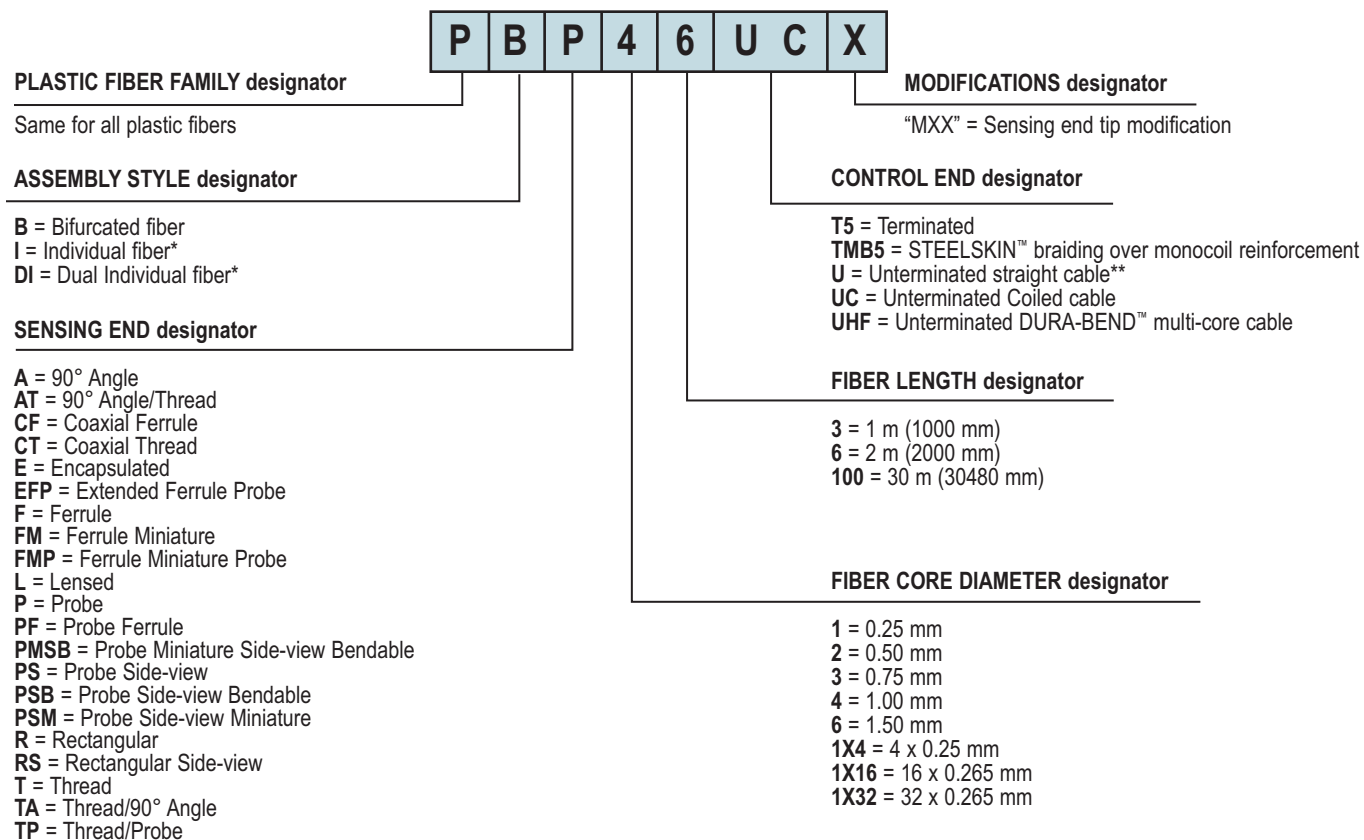 P B P 4 6 U C X
PLASTIC FIBER FAMILY designator
Same for all plastic fibers
ASSEMBLY STYLE designator
B = Bifurcated fiber
I = Individual fiber*
DI = Dual Individual fiber*
SENSING END designator
A = 90° Angle
AT = 90° Angle/Thread
CF = Coaxial Ferrule
CT = Coaxial Thread
E = Encapsulated
EFP = Extended Ferrule Probe
F = Ferrule
FM = Ferrule Miniature
FMP = Ferrule Miniature Probe
L = Lensed
P = Probe
PF = Probe Ferrule
PMSB = Probe Miniature Side-view Bendable
PS = Probe Side-view
PSB = Probe Side-view Bendable
PSM = Probe Side-view Miniature
R = Rectangular
RS = Rectangular Side-view
T = Thread
TA = Thread/90° Angle
TP = Thread/Probe
MODIFICATIONS designator
“MXX” = Sensing end tip modification
CONTROL END designator
T5 = Terminated
TMB5 = STEELSKIN™ braiding over monocoil reinforcement
U = Unterminated straight cable**
UC = Unterminated Coiled cable
UHF = Unterminated DURA-BEND™ multi-core cable
FIBER LENGTH designator
3 = 1 m (1000 mm)
6 = 2 m (2000 mm)
100 = 30 m (30480 mm)
FIBER CORE DIAMETER designator
1 = 0.25 mm
2 = 0.50 mm
3 = 0.75 mm
4 = 1.00 mm
6 = 1.50 mm
1X4 = 4 x 0.25 mm
1X16 = 16 x 0.265 mm
1X32 = 32 x 0.265 mm